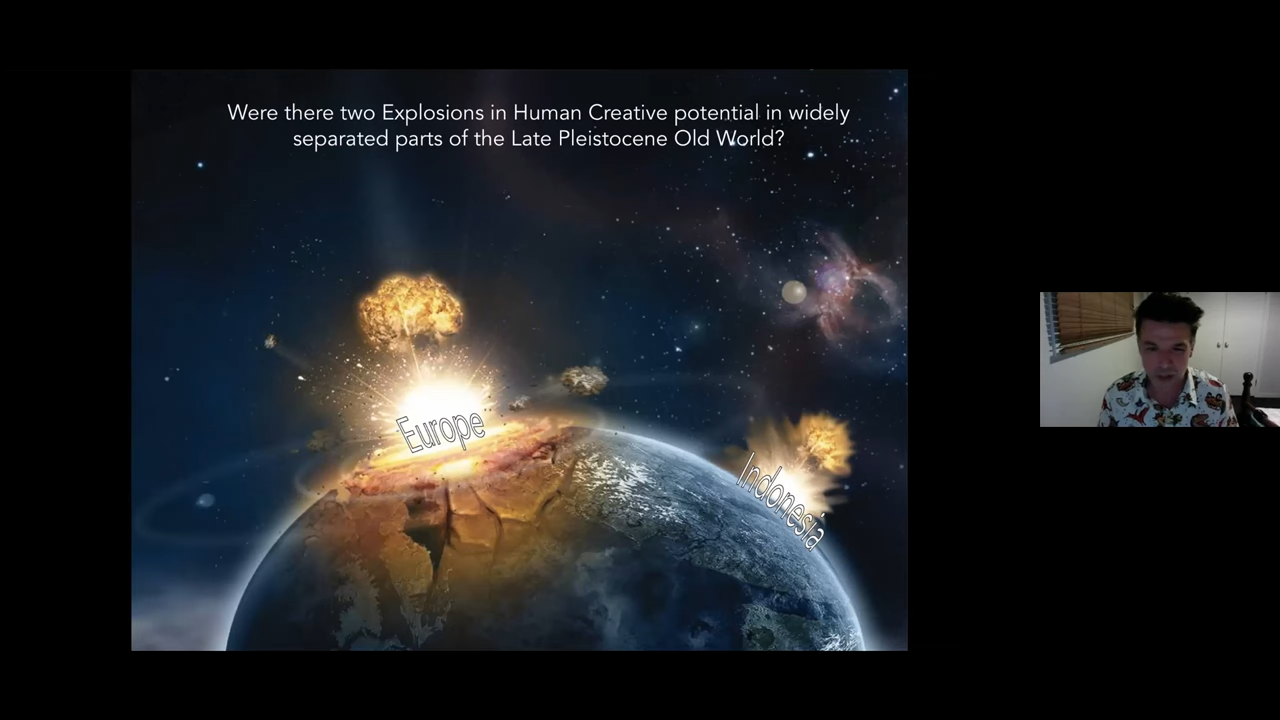 Were there two Explosions in Human Creative potential in widely
separated parts of the Late Pleistocene Old World?
Europe
Indonesia